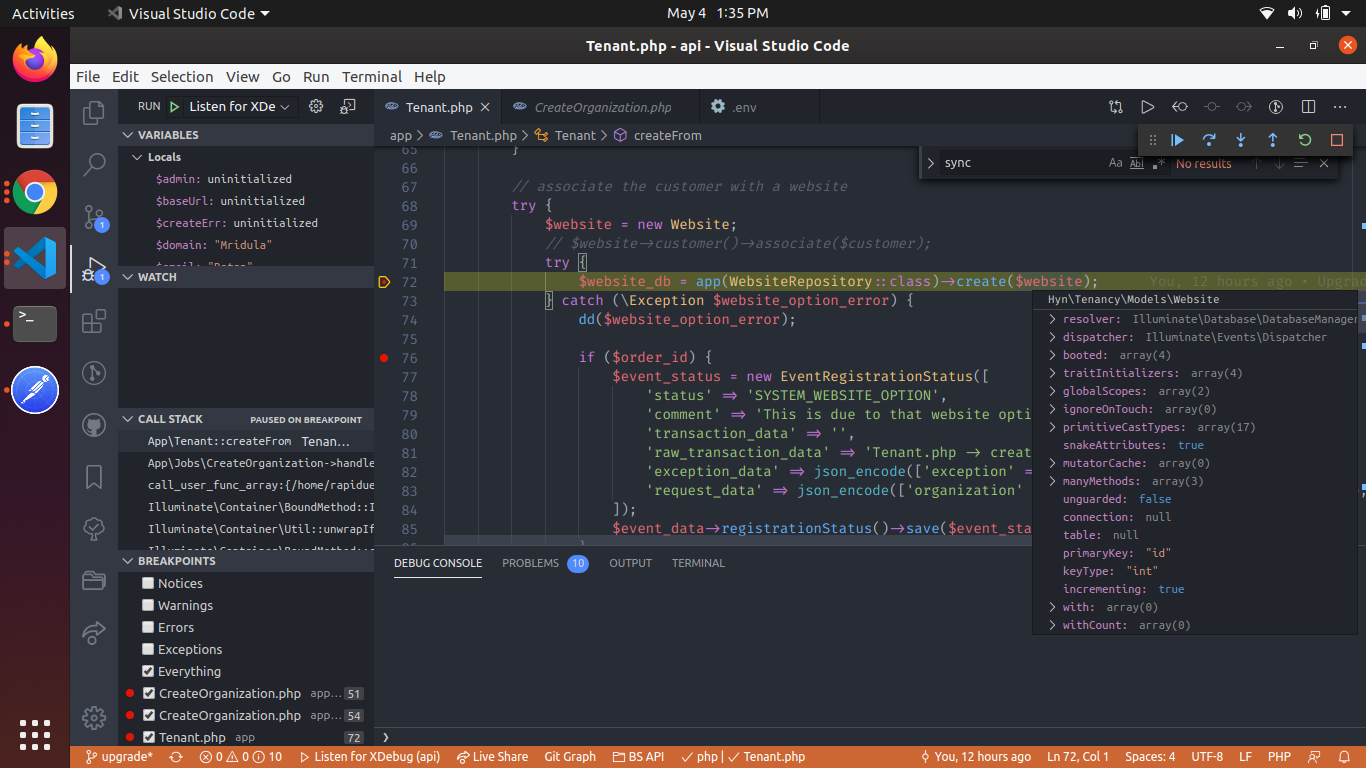 Activities Visual Studio Code May 4 1:35 PM
Tenant.php - api - Visual Studio Code
File Edit Selection View Go Run Terminal Help
RUN Listen for XDe
Tenant.php CreateOrganization.php .env
app > Tenant.php > Tenant > createFrom
sync Aa Abl .* No results
VARIABLES
Locals
$admin: uninitialized
$baseUrl: uninitialized
$createErr: uninitialized
$domain: "Mridula"
WATCH
CALL STACK PAUSED ON BREAKPOINT
App\Tenant::createFrom Tenan...
App\Jobs\CreateOrganization->handle
call_user_func_array:{/home/rapidue
Illuminate\Container\BoundMethod::I
Illuminate\Container\Util::unwrapIf
BREAKPOINTS
Notices
Warnings
Errors
Exceptions
Everything
CreateOrganization.php app... 51
CreateOrganization.php app... 54
Tenant.php app 72
65 }
66
67 // associate the customer with a website
68 try {
69 $website = new Website;
70 // $website->customer()->associate($customer);
71 try {
72 $website_db = app(WebsiteRepository::class)->create($website); You, 12 hours ago • Upgrad
73 } catch (\Exception $website_option_error) {
74 dd($website_option_error);
75
76 if ($order_id) {
77 $event_status = new EventRegistrationStatus([
78 'status' => 'SYSTEM_WEBSITE_OPTION',
79 'comment' => 'This is due to that website opti
80 'transaction_data' => '',
81 'raw_transaction_data' => 'Tenant.php -> creat
82 'exception_data' => json_encode(['exception' =
83 'request_data' => json_encode(['organization'
84 ]);
85 $event_data->registrationStatus()->save($event_sta
Hyn\Tenancy\Models\Website
resolver: Illuminate\Database\DatabaseManager
dispatcher: Illuminate\Events\Dispatcher
booted: array(4)
traitInitializers: array(4)
globalScopes: array(2)
ignoreOnTouch: array(0)
primitiveCastTypes: array(17)
snakeAttributes: true
mutatorCache: array(0)
manyMethods: array(3)
unguarded: false
connection: null
table: null
primaryKey: "id"
keyType: "int"
incrementing: true
with: array(0)
withCount: array(0)
DEBUG CONSOLE PROBLEMS 10 OUTPUT TERMINAL
1
1
>_
>
upgrade* 0 0 10 Listen for XDebug (api) Live Share Git Graph BS API php | Tenant.php You, 12 hours ago Ln 72, Col 1 Spaces: 4 UTF-8 LF PHP